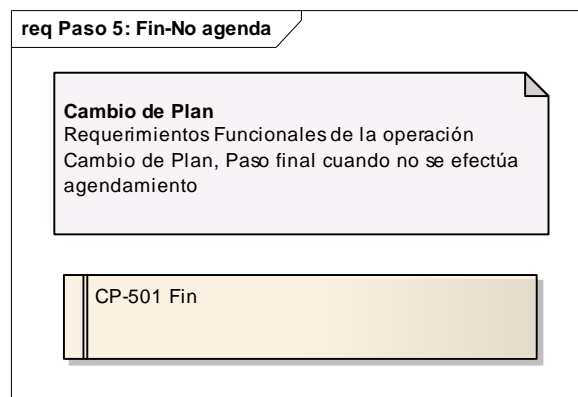 req Paso 5: Fin-No agenda
Cambio de Plan
Requerimientos Funcionales de la operación
Cambio de Plan, Paso final cuando no se efectúa
agendamiento
CP-501 Fin